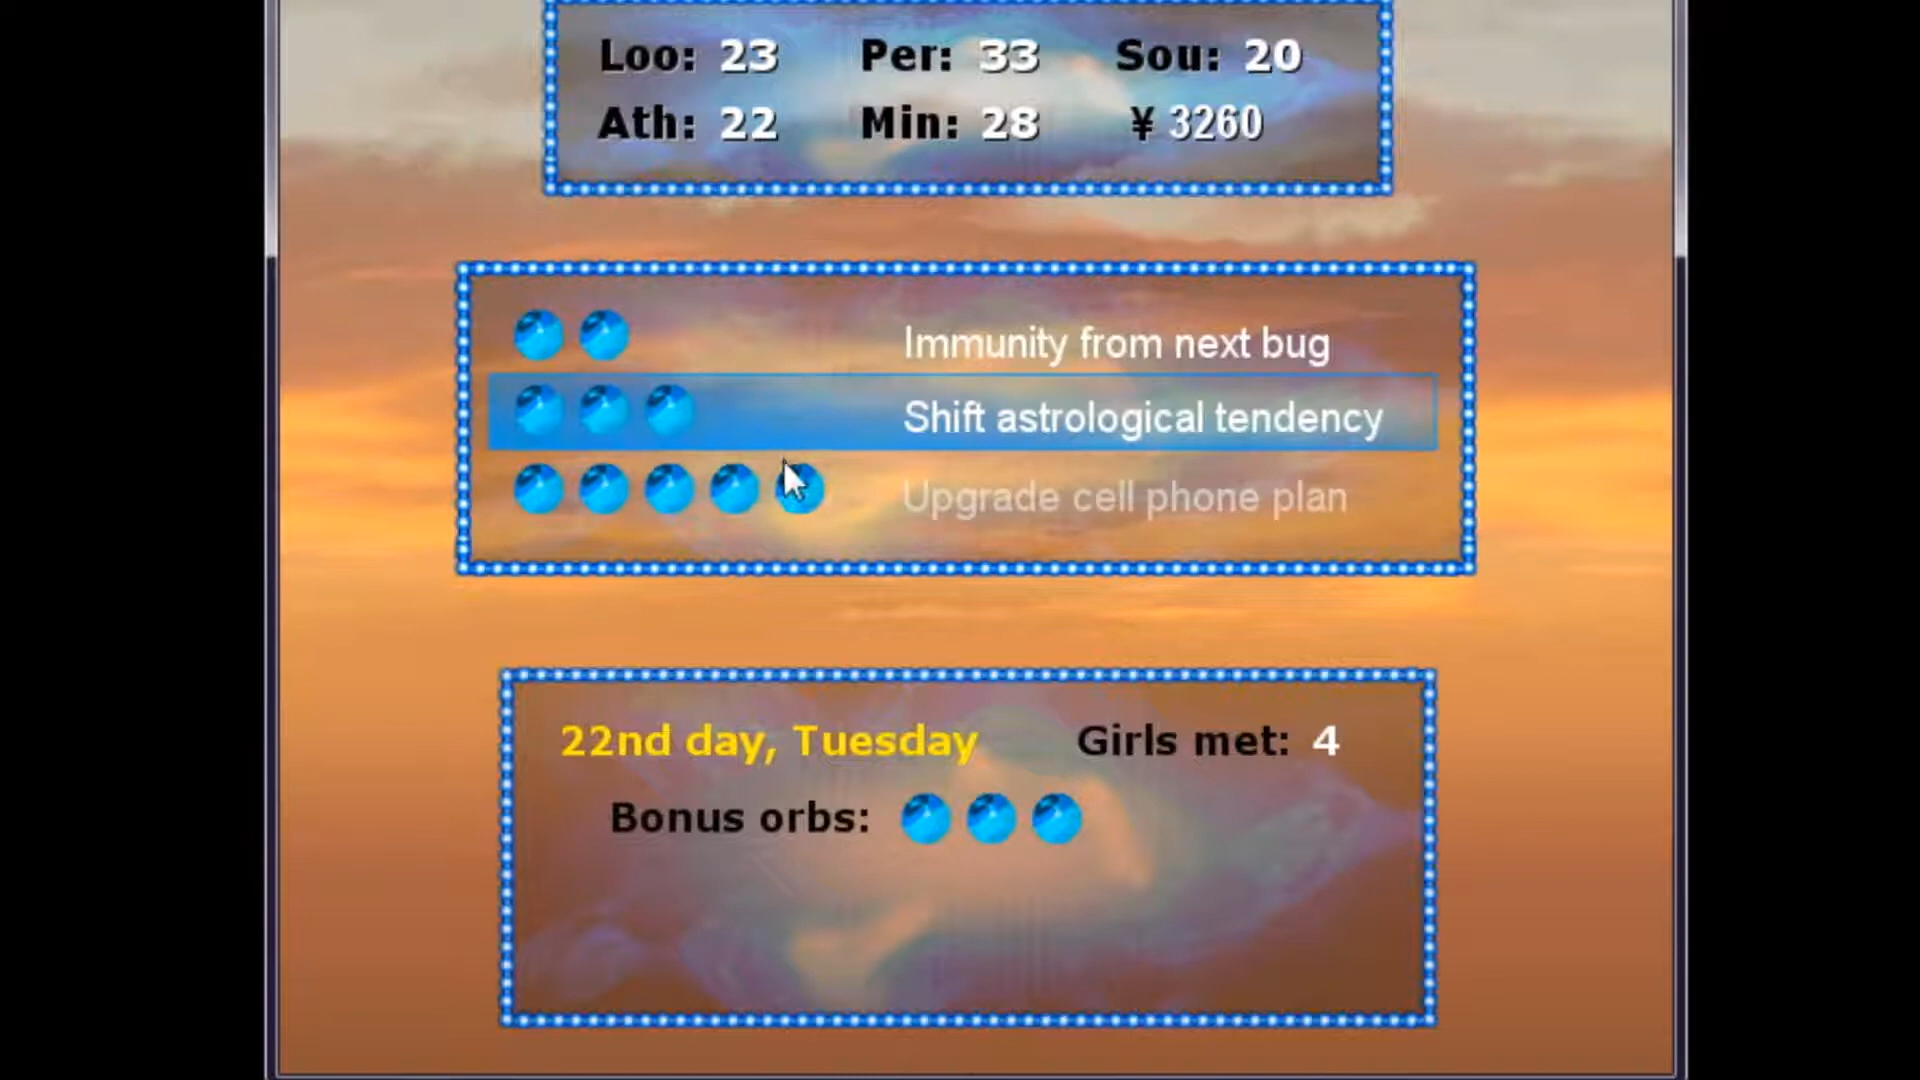 Loo: 23 Per: 33 Sou: 20
Ath: 22 Min: 28 ¥ 3260
Immunity from next bug
Shift astrological tendency
Upgrade cell phone plan
22nd day, Tuesday Girls met: 4
Bonus orbs: